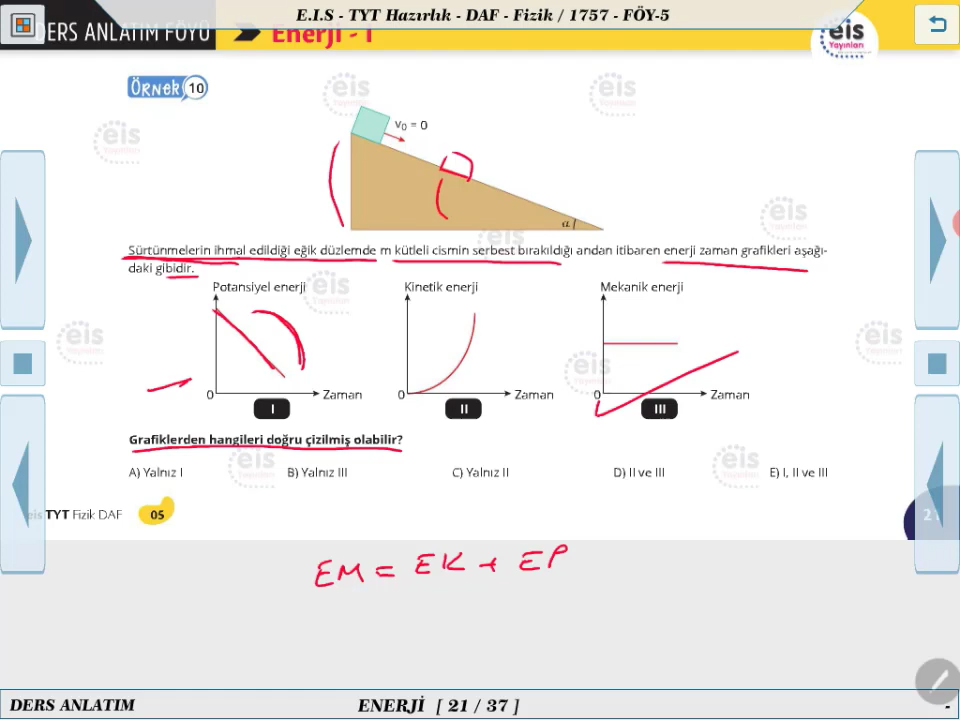 E.I.S - TYT Hazırlık - DAF - Fizik / 1757 - FÖY-5
DERS ANLATIM FÖYÜ
Enerji - I
eis
Yayınları
ÖRNEK 10
v₀ = 0
α
Sürtünmelerin ihmal edildiği eğik düzlemde m kütleli cismin serbest bırakıldığı andan itibaren enerji zaman grafikleri aşağı-
daki gibidir.
Potansiyel enerji
Kinetik enerji
Mekanik enerji
0 Zaman
0 Zaman
0 Zaman
I
II
III
Grafiklerden hangileri doğru çizilmiş olabilir?
A) Yalnız I B) Yalnız III C) Yalnız II D) II ve III E) I, II ve III
eis TYT Fizik DAF 05
EM = EK + EP
DERS ANLATIM ENERJİ [ 21 / 37 ] -